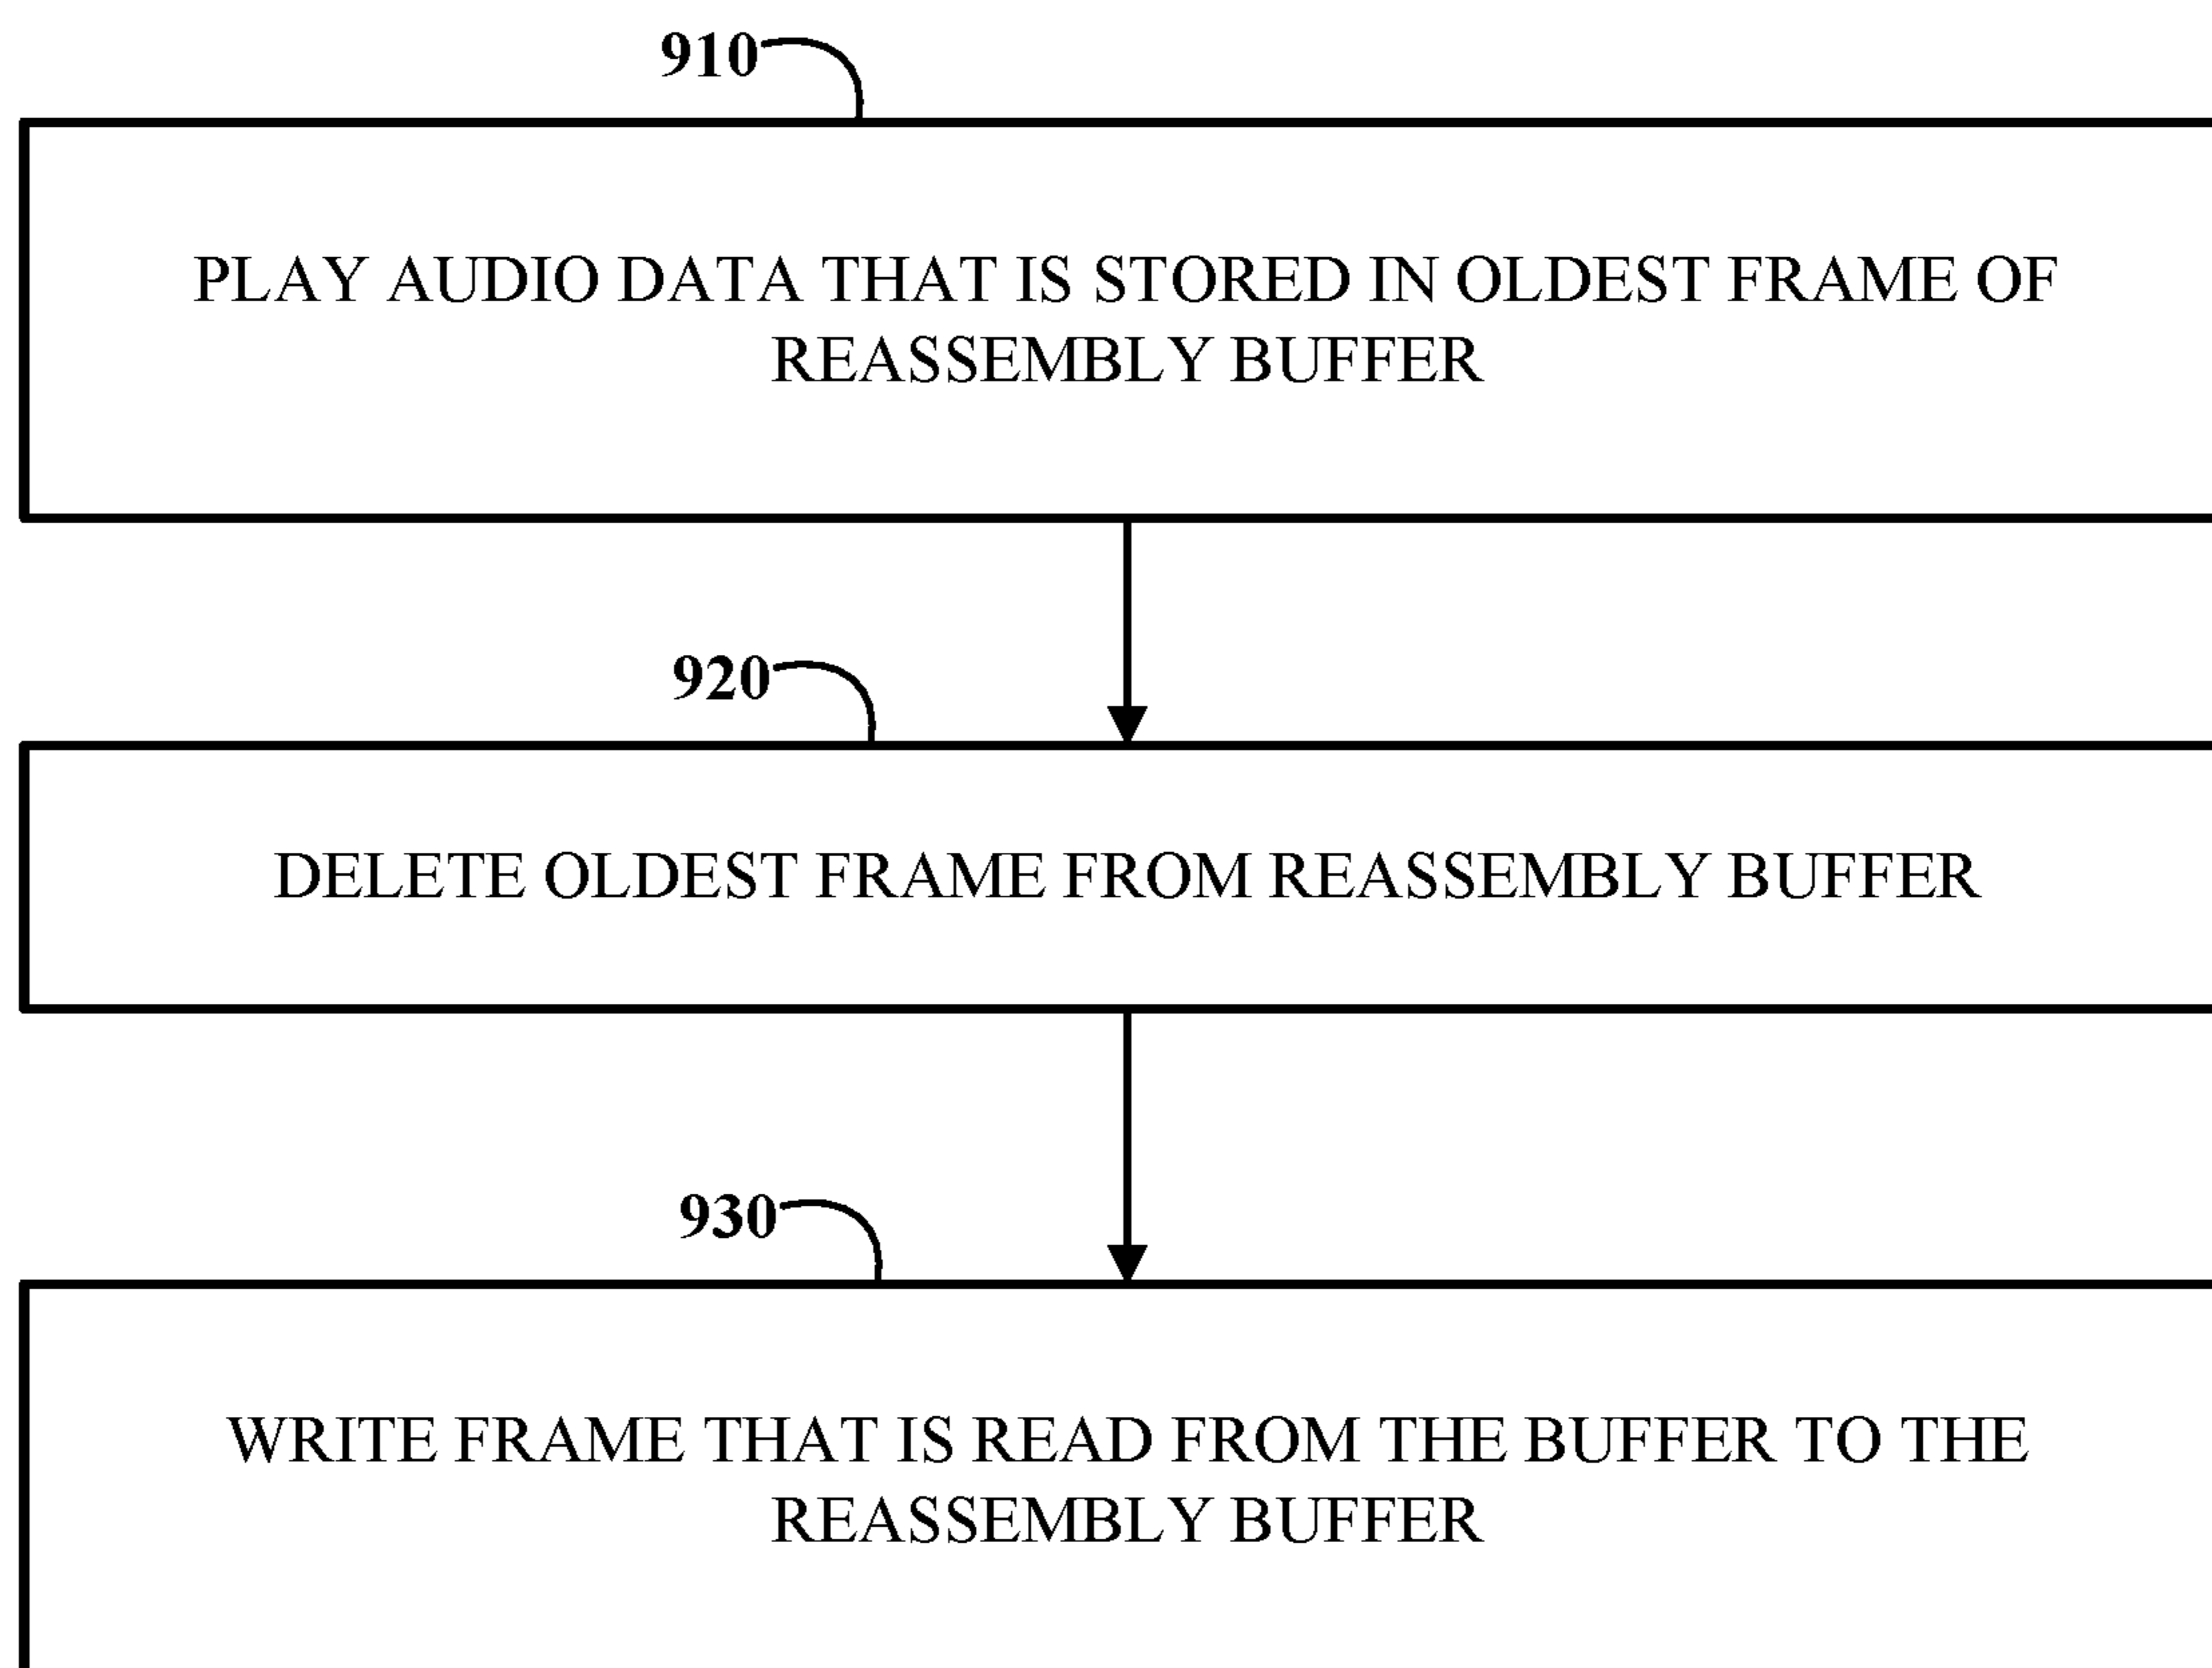 910
PLAY AUDIO DATA THAT IS STORED IN OLDEST FRAME OF
REASSEMBLY BUFFER
920
DELETE OLDEST FRAME FROM REASSEMBLY BUFFER
930
WRITE FRAME THAT IS READ FROM THE BUFFER TO THE
REASSEMBLY BUFFER